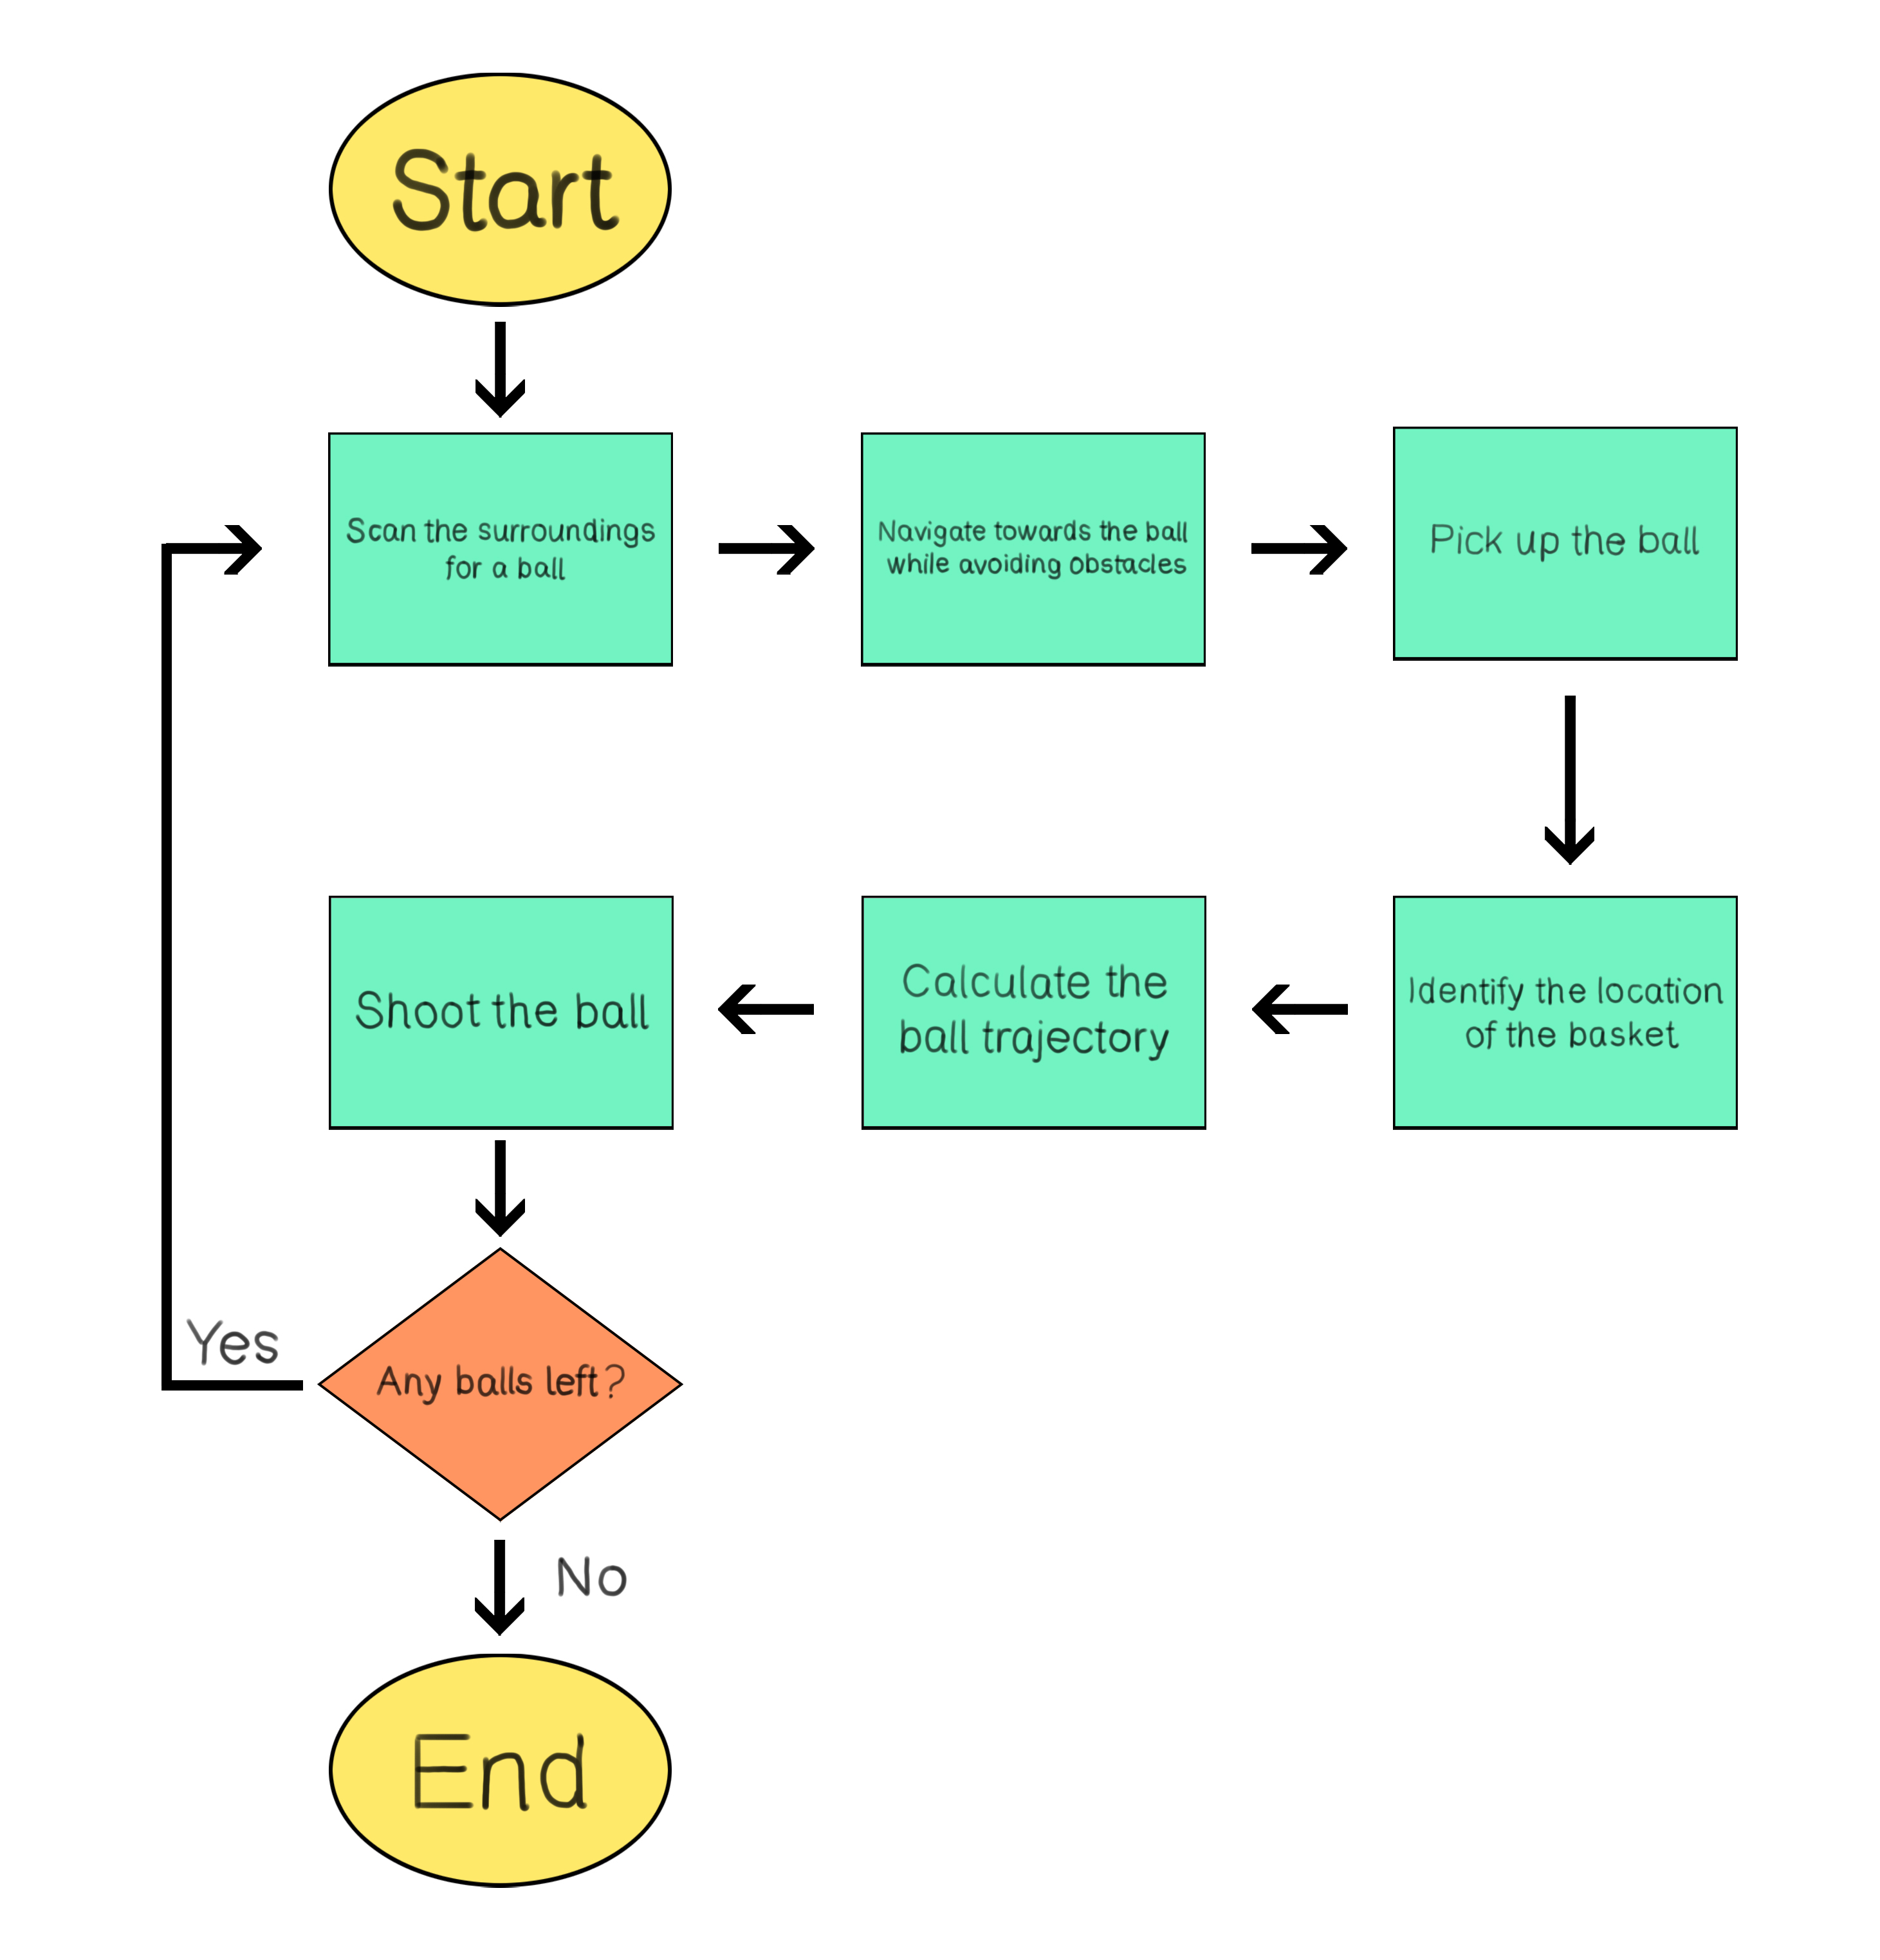 Start
Scan the surroundings
for a ball
Navigate towards the ball
while avoiding obstacles
Pick up the ball
Identify the location
of the basket
Calculate the
ball trajectory
Shoot the ball
Any balls left?
Yes
No
End